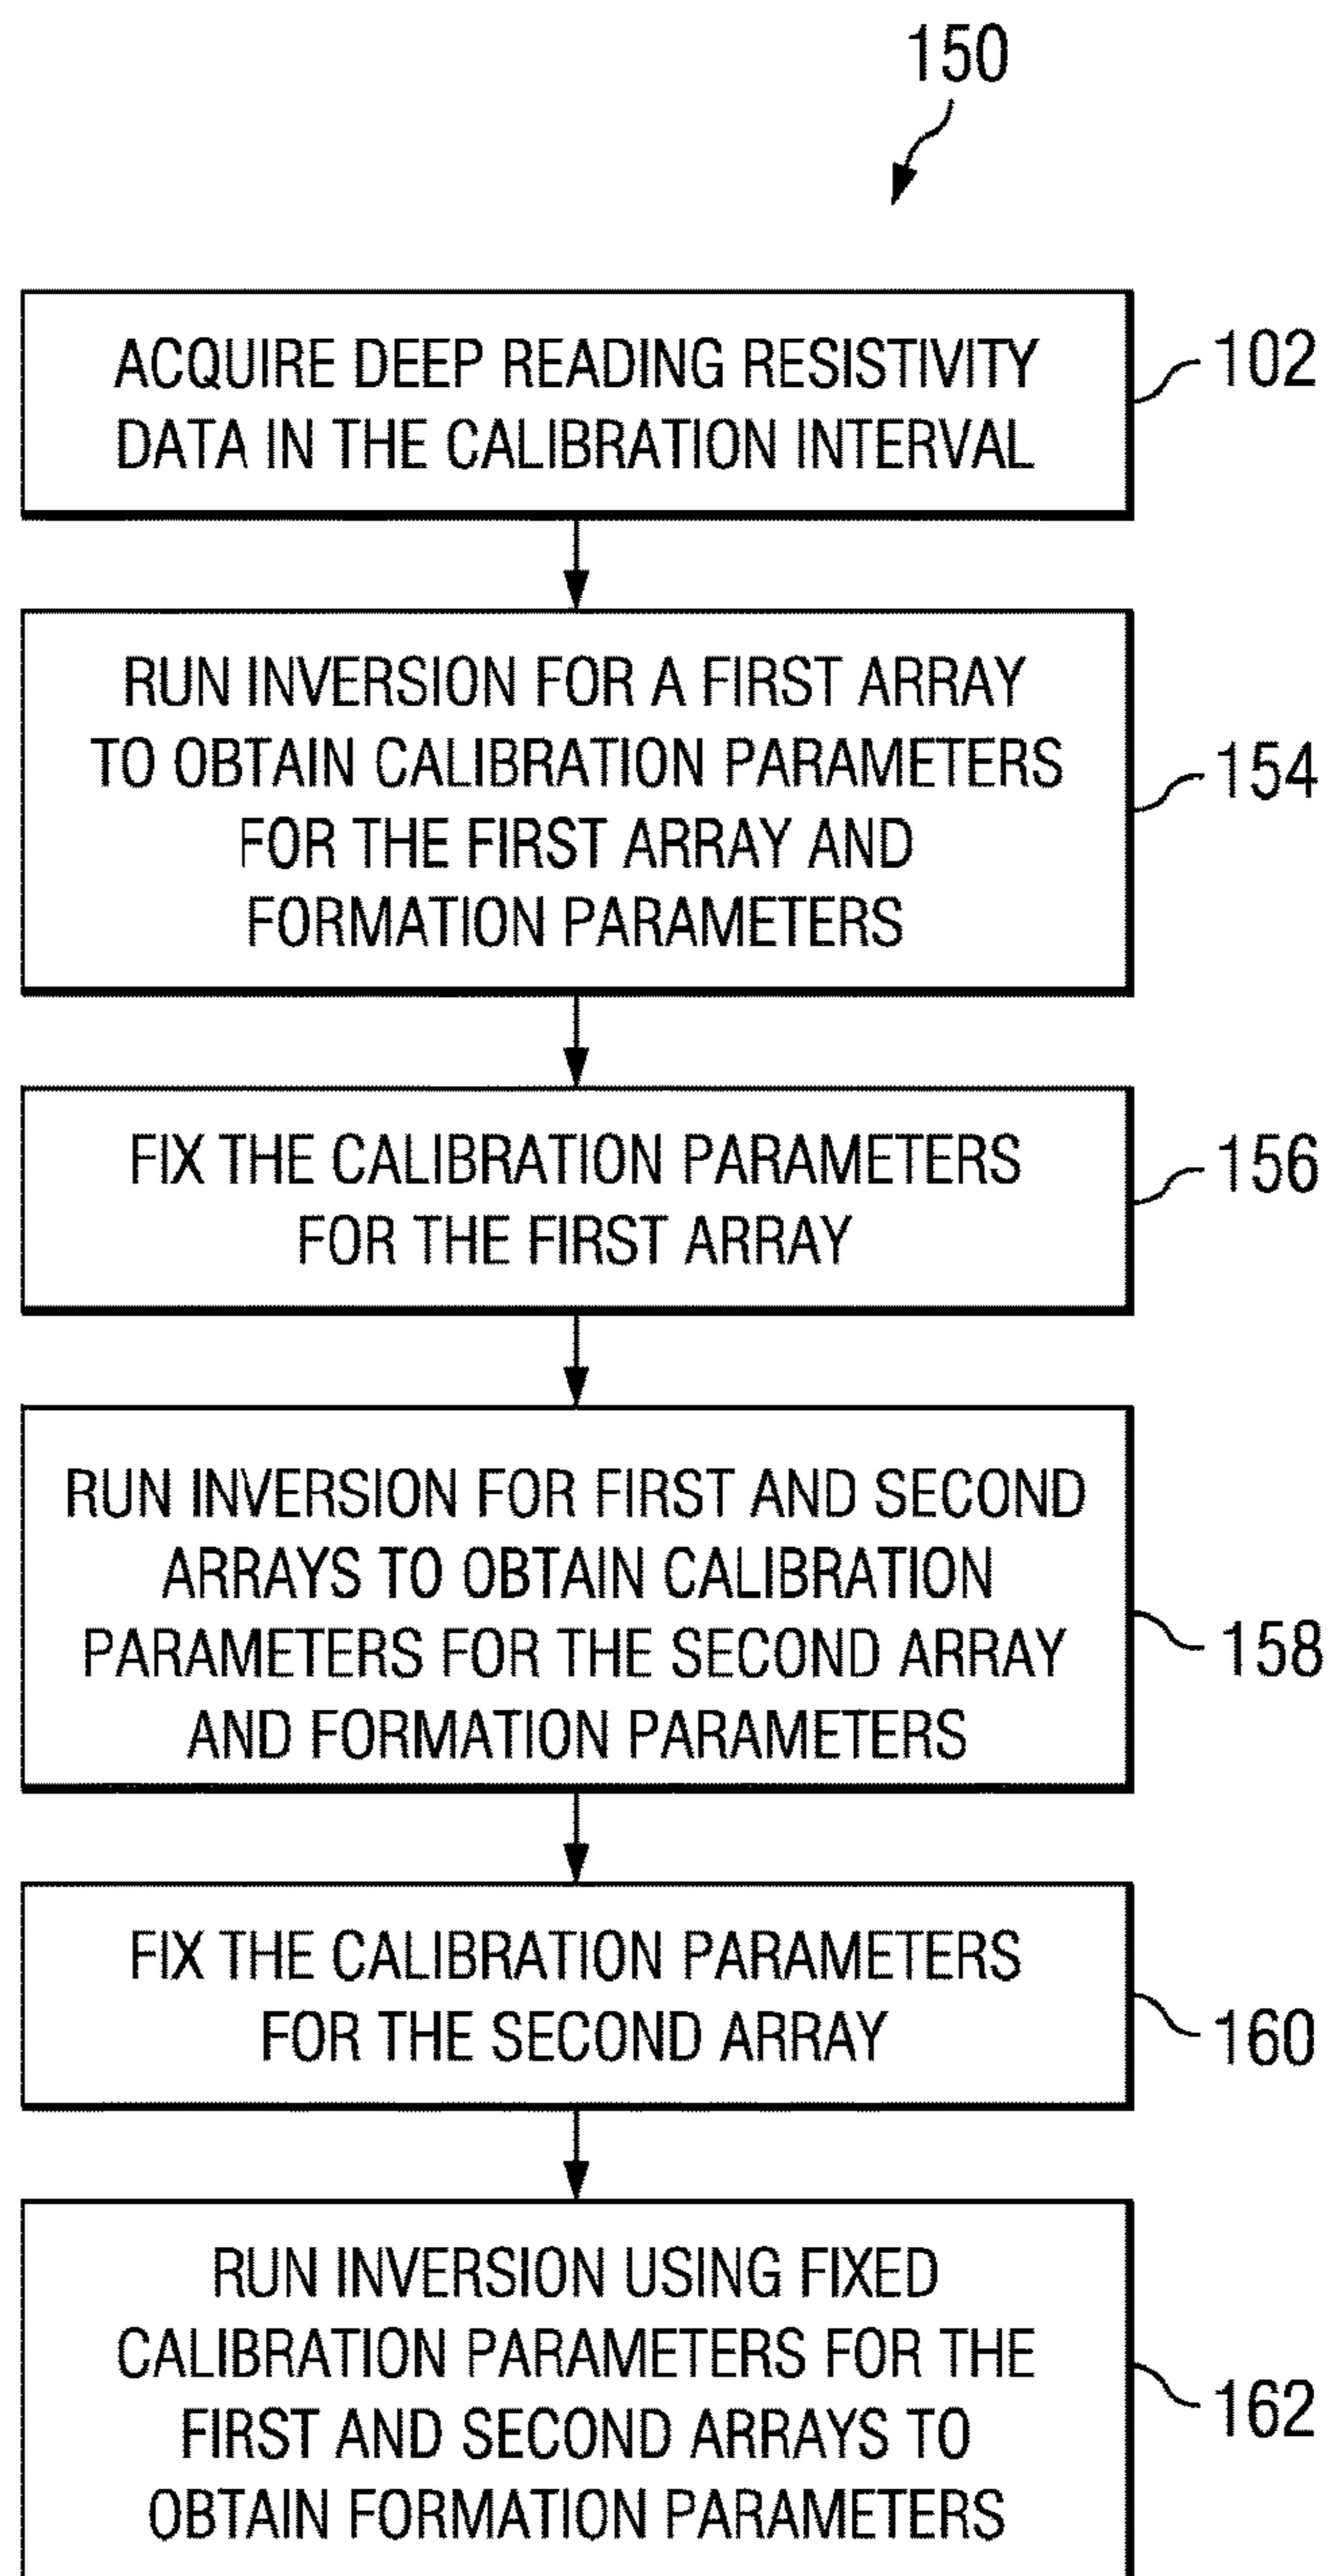 150
ACQUIRE DEEP READING RESISTIVITY
DATA IN THE CALIBRATION INTERVAL
102
RUN INVERSION FOR A FIRST ARRAY
TO OBTAIN CALIBRATION PARAMETERS
FOR THE FIRST ARRAY AND
FORMATION PARAMETERS
154
FIX THE CALIBRATION PARAMETERS
FOR THE FIRST ARRAY
156
RUN INVERSION FOR FIRST AND SECOND
ARRAYS TO OBTAIN CALIBRATION
PARAMETERS FOR THE SECOND ARRAY
AND FORMATION PARAMETERS
158
FIX THE CALIBRATION PARAMETERS
FOR THE SECOND ARRAY
160
RUN INVERSION USING FIXED
CALIBRATION PARAMETERS FOR THE
FIRST AND SECOND ARRAYS TO
OBTAIN FORMATION PARAMETERS
162